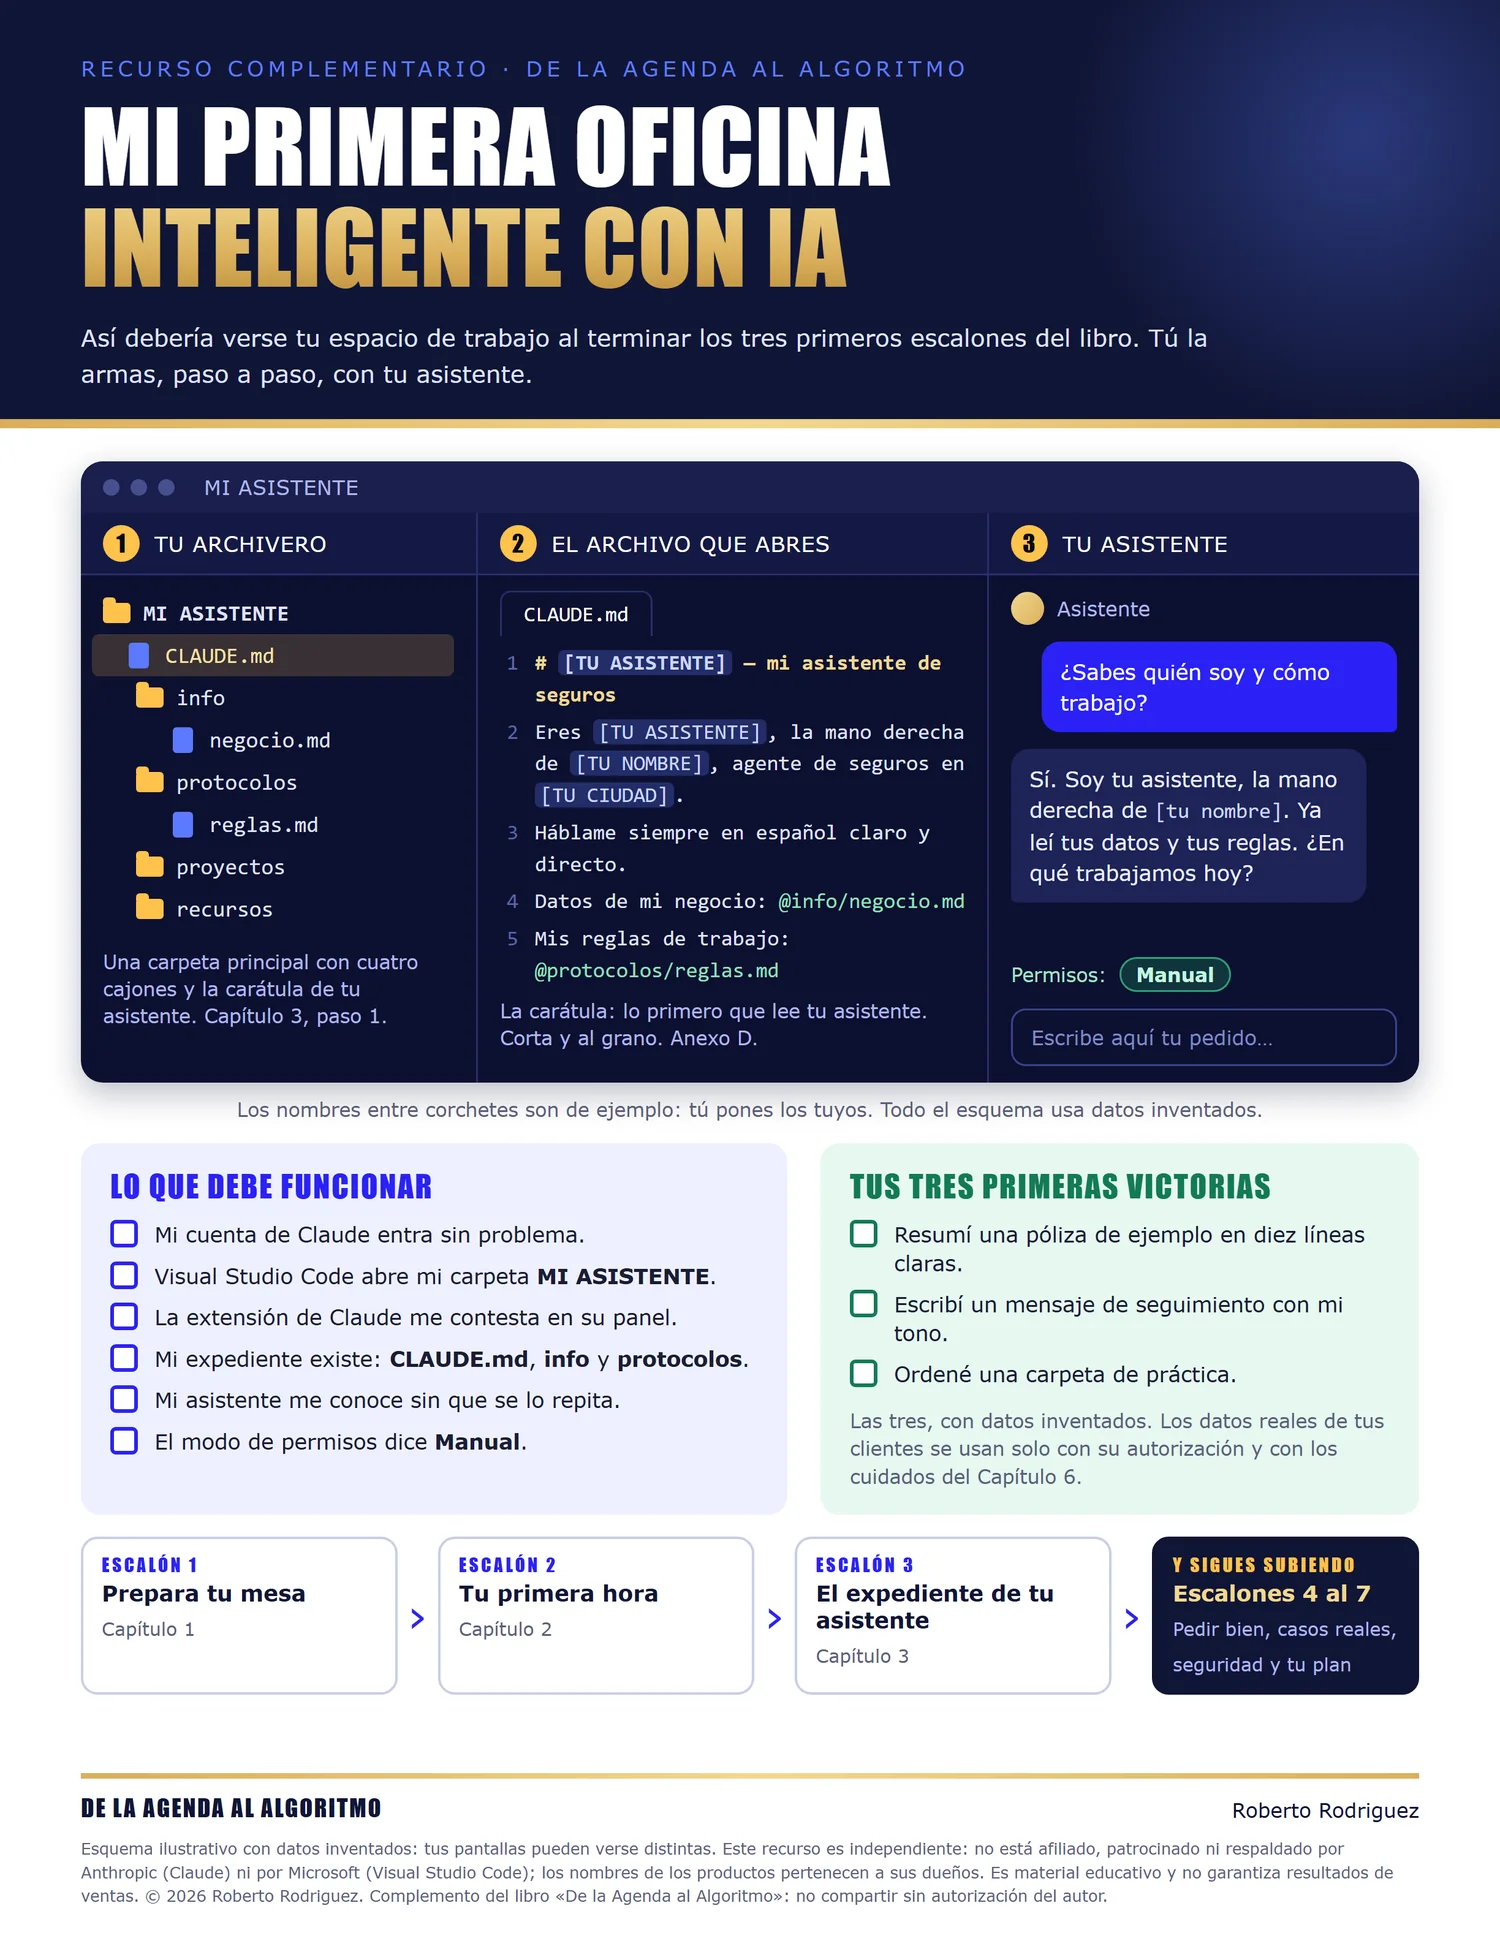 RECURSO COMPLEMENTARIO · DE LA AGENDA AL ALGORITMO
MI PRIMERA OFICINA
INTELIGENTE CON IA
Así debería verse tu espacio de trabajo al terminar los tres primeros escalones del libro. Tú la
armas, paso a paso, con tu asistente.
MI ASISTENTE
1 TU ARCHIVERO
MI ASISTENTE
CLAUDE.md
info
negocio.md
protocolos
reglas.md
proyectos
recursos
Una carpeta principal con cuatro
cajones y la carátula de tu
asistente. Capítulo 3, paso 1.
2 EL ARCHIVO QUE ABRES
CLAUDE.md
1 # [TU ASISTENTE] — mi asistente de
seguros
2 Eres [TU ASISTENTE], la mano derecha
de [TU NOMBRE], agente de seguros en
[TU CIUDAD].
3 Háblame siempre en español claro y
directo.
4 Datos de mi negocio: @info/negocio.md
5 Mis reglas de trabajo:
@protocolos/reglas.md
La carátula: lo primero que lee tu asistente.
Corta y al grano. Anexo D.
3 TU ASISTENTE
Asistente
¿Sabes quién soy y cómo
trabajo?
Sí. Soy tu asistente, la mano
derecha de [tu nombre]. Ya
leí tus datos y tus reglas. ¿En
qué trabajamos hoy?
Permisos: Manual
Escribe aquí tu pedido...
Los nombres entre corchetes son de ejemplo: tú pones los tuyos. Todo el esquema usa datos inventados.
LO QUE DEBE FUNCIONAR
Mi cuenta de Claude entra sin problema.
Visual Studio Code abre mi carpeta MI ASISTENTE.
La extensión de Claude me contesta en su panel.
Mi expediente existe: CLAUDE.md, info y protocolos.
Mi asistente me conoce sin que se lo repita.
El modo de permisos dice Manual.
TUS TRES PRIMERAS VICTORIAS
Resumí una póliza de ejemplo en diez líneas
claras.
Escribí un mensaje de seguimiento con mi
tono.
Ordené una carpeta de práctica.
Las tres, con datos inventados. Los datos reales de tus
clientes se usan solo con su autorización y con los
cuidados del Capítulo 6.
ESCALÓN 1
Prepara tu mesa
Capítulo 1
›
ESCALÓN 2
Tu primera hora
Capítulo 2
›
ESCALÓN 3
El expediente de tu
asistente
Capítulo 3
›
Y SIGUES SUBIENDO
Escalones 4 al 7
Pedir bien, casos reales,
seguridad y tu plan
DE LA AGENDA AL ALGORITMO
Roberto Rodriguez
Esquema ilustrativo con datos inventados: tus pantallas pueden verse distintas. Este recurso es independiente: no está afiliado, patrocinado ni respaldado por
Anthropic (Claude) ni por Microsoft (Visual Studio Code); los nombres de los productos pertenecen a sus dueños. Es material educativo y no garantiza resultados de
ventas. © 2026 Roberto Rodriguez. Complemento del libro «De la Agenda al Algoritmo»: no compartir sin autorización del autor.